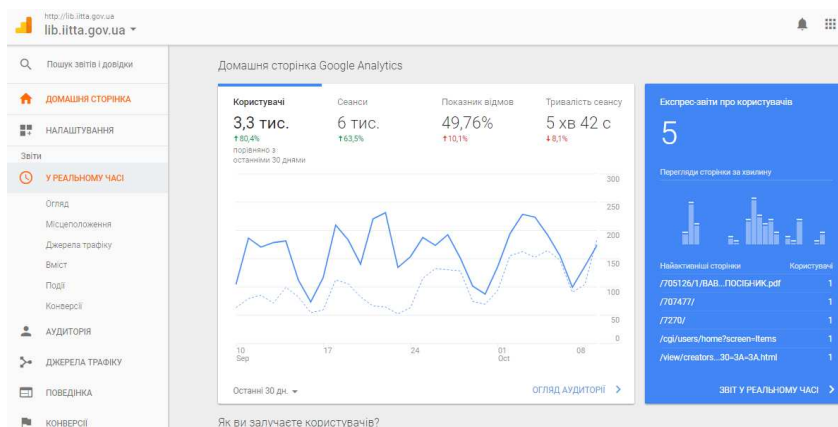 http://lib.iitta.gov.ua
lib.iitta.gov.ua
Пошук звітів і довідки
ДОМАШНЯ СТОРІНКА
НАЛАШТУВАННЯ
Звіти
У РЕАЛЬНОМУ ЧАСІ
Огляд
Місцеположення
Джерела трафіку
Вміст
Події
Конверсії
АУДИТОРІЯ
ДЖЕРЕЛА ТРАФІКУ
ПОВЕДІНКА
КОНВЕРСІЇ
Домашня сторінка Google Analytics
Користувачі
3,3 тис.
↑80,4%
порівняно з
останніми 30 днями
Сеанси
6 тис.
↑63,5%
Показник відмов
49,76%
↑10,1%
Тривалість сеансу
5 хв 42 с
↓8,1%
300
250
200
150
100
50
0
10
Sep
17
24
01
Oct
08
Останні 30 дн.
ОГЛЯД АУДИТОРІЇ
Експрес-звіти про користувачів
5
Перегляди сторінки за хвилину
Найактивніші сторінки Користувачі
/705126/1/BAB...ПОСІБНИК.pdf 1
/707477/ 1
/7270/ 1
/cgi/users/home?screen=Items 1
/view/creators...30=3A=3A.html 1
ЗВІТ У РЕАЛЬНОМУ ЧАСІ
Як ви залучаєте користувачів?